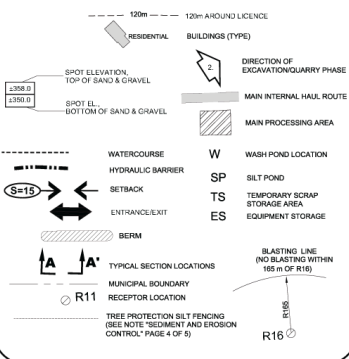 120m 120m AROUND LICENCE
RESIDENTIAL BUILDINGS (TYPE)
SPOT ELEVATION,
TOP OF SAND & GRAVEL
±358.0
±350.0
SPOT EL.,
BOTTOM OF SAND & GRAVEL
2. DIRECTION OF
EXCAVATION/QUARRY PHASE
MAIN INTERNAL HAUL ROUTE
MAIN PROCESSING AREA
WATERCOURSE
HYDRAULIC BARRIER
S=15 SETBACK
ENTRANCE/EXIT
BERM
W WASH POND LOCATION
SP SILT POND
TS TEMPORARY SCRAP
STORAGE AREA
ES EQUIPMENT STORAGE
A A' TYPICAL SECTION LOCATIONS
MUNICIPAL BOUNDARY
R11 RECEPTOR LOCATION
TREE PROTECTION SILT FENCING
(SEE NOTE "SEDIMENT AND EROSION
CONTROL" PAGE 4 OF 5)
BLASTING LINE
(NO BLASTING WITHIN
165 m OF R16)
R165
R16